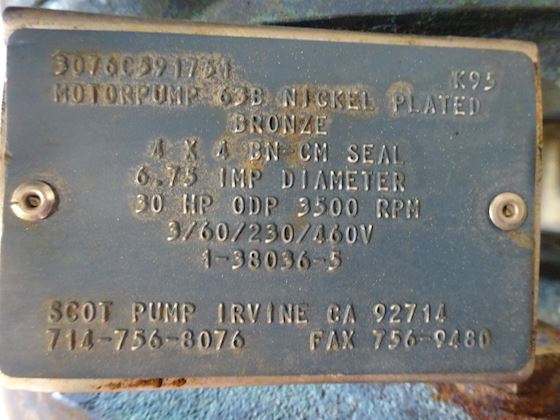 3076C591751 K95
MOTORPUMP 63B NICKEL PLATED
BRONZE
4 X 4 BN-CM SEAL
6.75 IMP DIAMETER
30 HP ODP 3500 RPM
3/60/230/460V
1-38036-5
SCOT PUMP IRVINE CA 92714
714-756-8076 FAX 756-9480